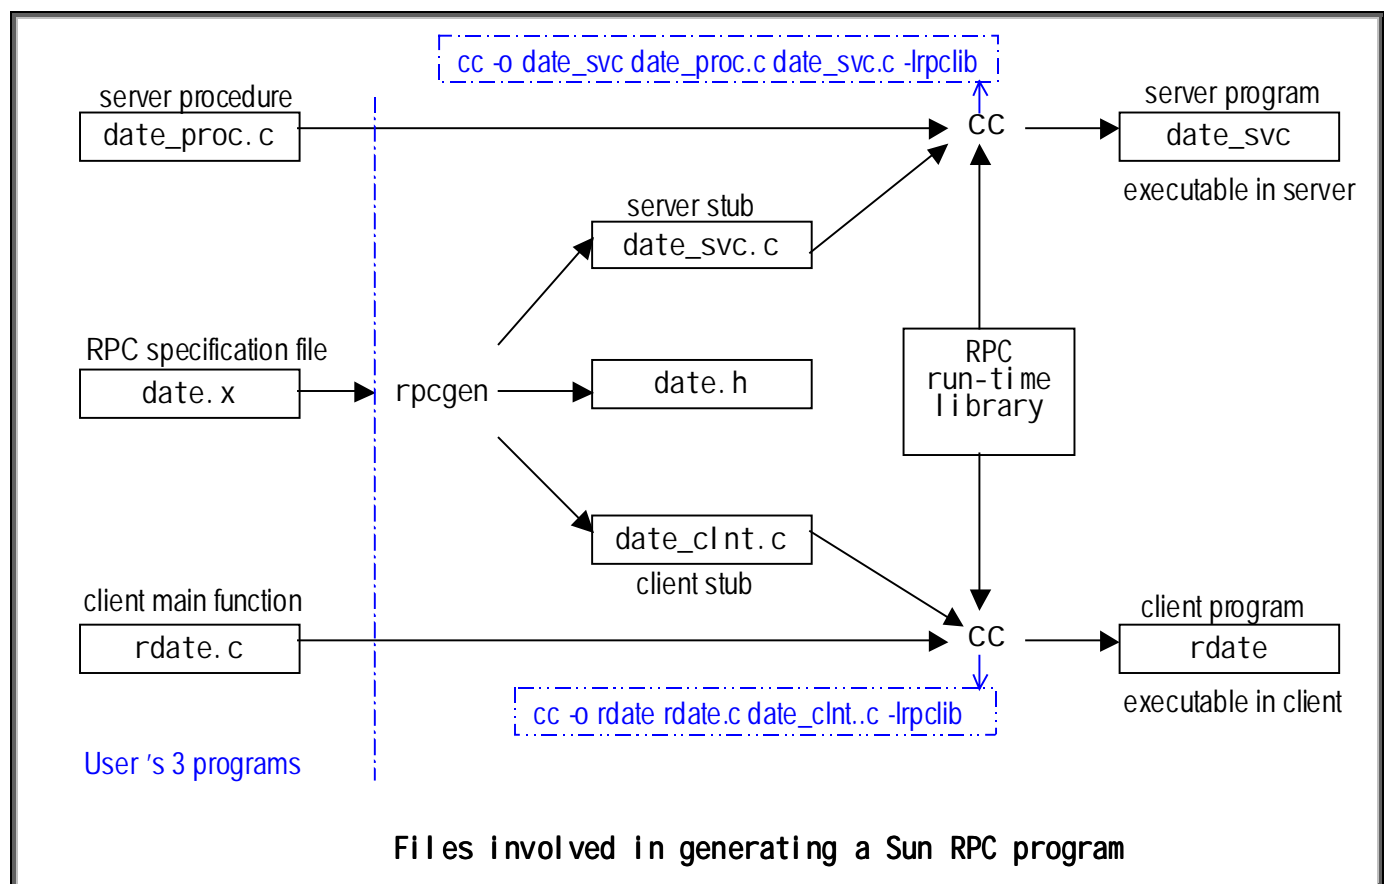 cc -o date_svc date_proc.c date_svc.c -lrpclib
server procedure
date_proc.c
cc
server program
date_svc
executable in server
server stub
date_svc.c
RPC specification file
date.x
rpcgen
date.h
RPC
run-time
library
date_clnt.c
client stub
client main function
rdate.c
cc
client program
rdate
executable in client
cc -o rdate rdate.c date_clnt..c -lrpclib
User 's 3 programs
Files involved in generating a Sun RPC program